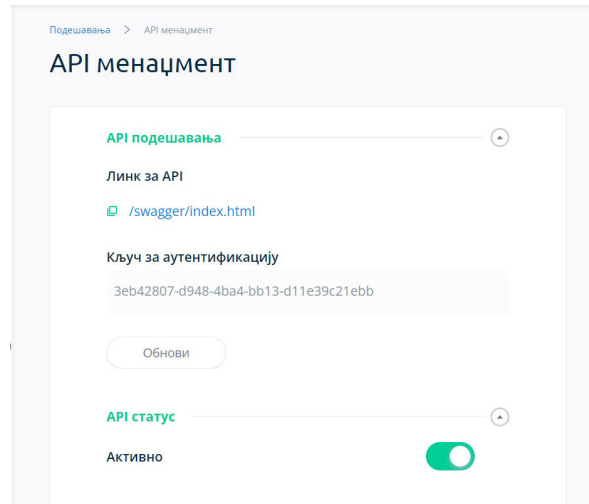 Подешавања > API менаџмент
API менаџмент
API подешавања
Линк за API
/swagger/index.html
Кључ за аутентификацију
3eb42807-d948-4ba4-bb13-d11e39c21ebb
Обнови
API статус
Активно